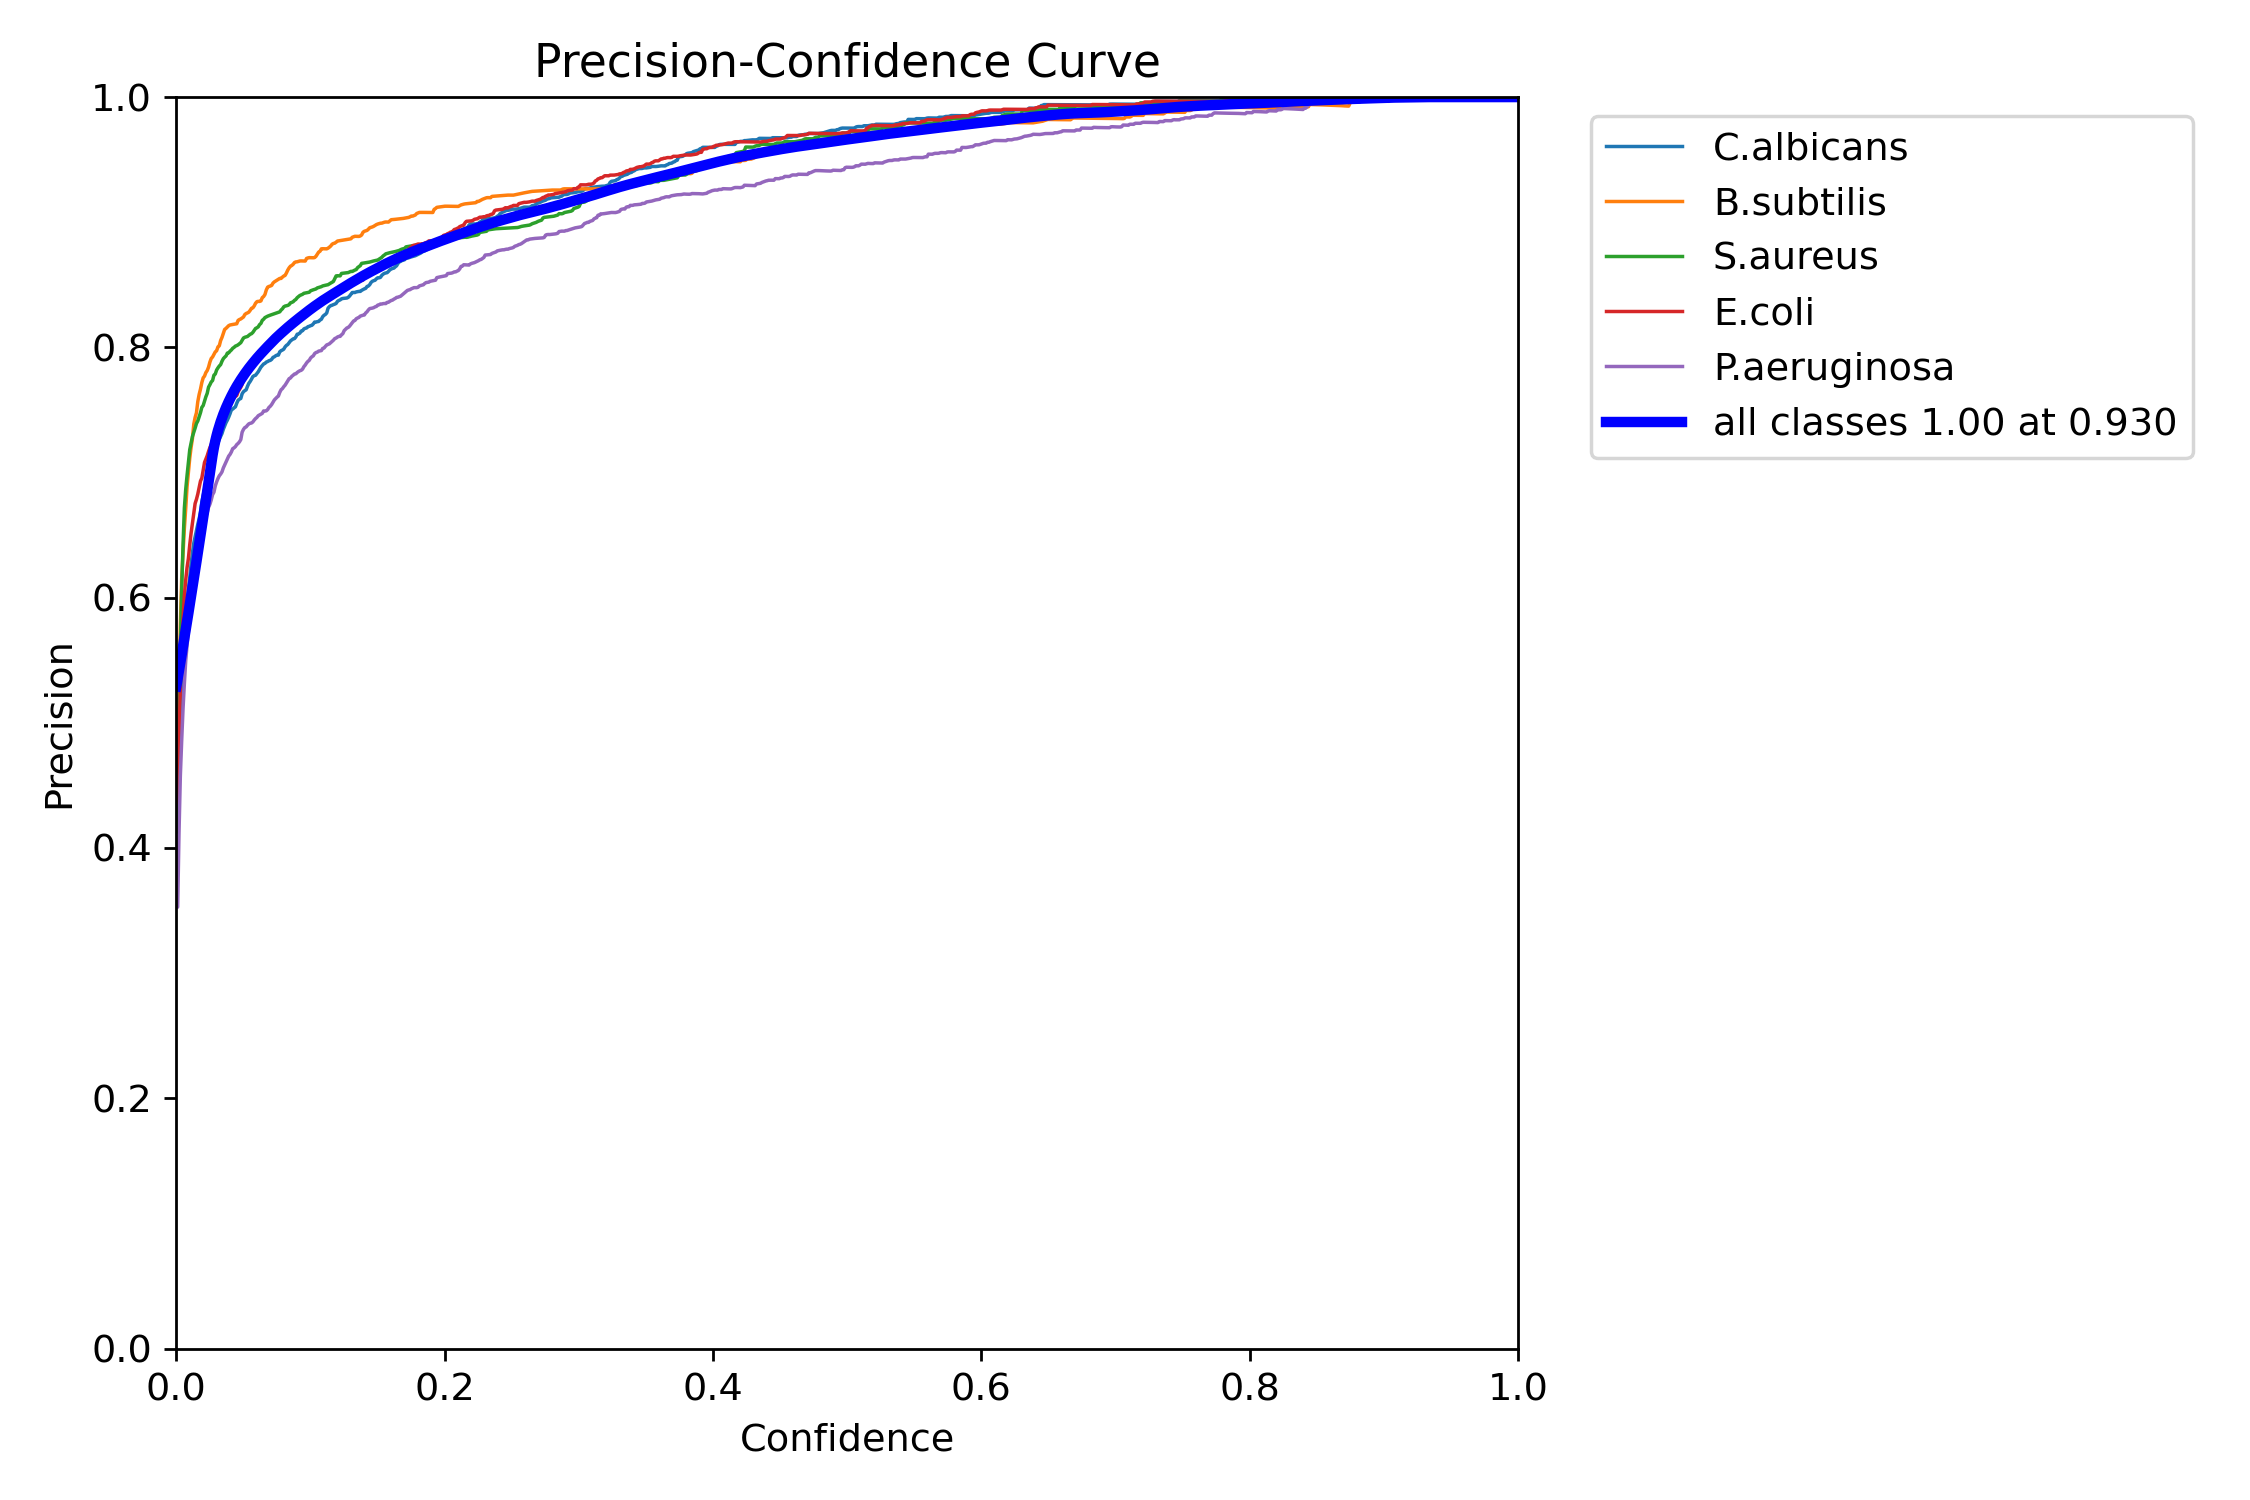 Precision-Confidence Curve
1.0
0.8
0.6
0.4
0.2
0.0
Precision
0.0 0.2 0.4 0.6 0.8 1.0
Confidence
C.albicans
B.subtilis
S.aureus
E.coli
P.aeruginosa
all classes 1.00 at 0.930